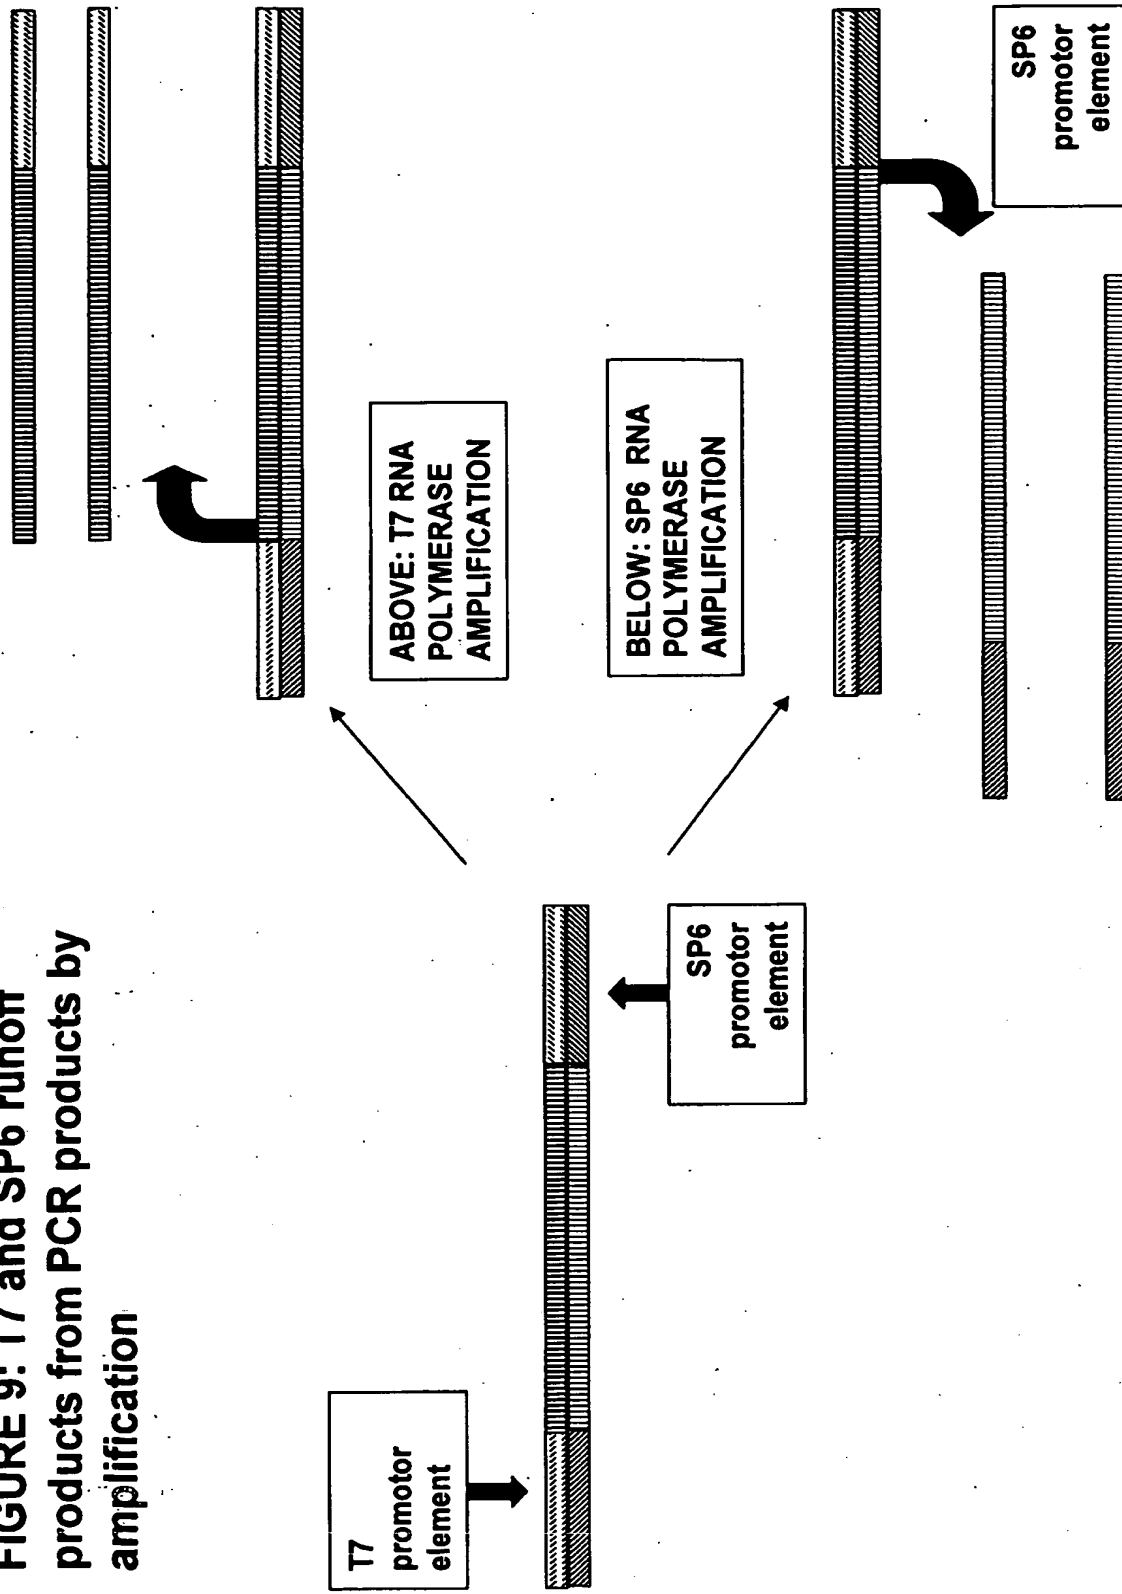 FIGURE 9: T7 and SP6 runoff
products from PCR products by
amplification
T7
promotor
element
SP6
promotor
element
ABOVE: T7 RNA
POLYMERASE
AMPLIFICATION
BELOW: SP6 RNA
POLYMERASE
AMPLIFICATION
SP6
promotor
element